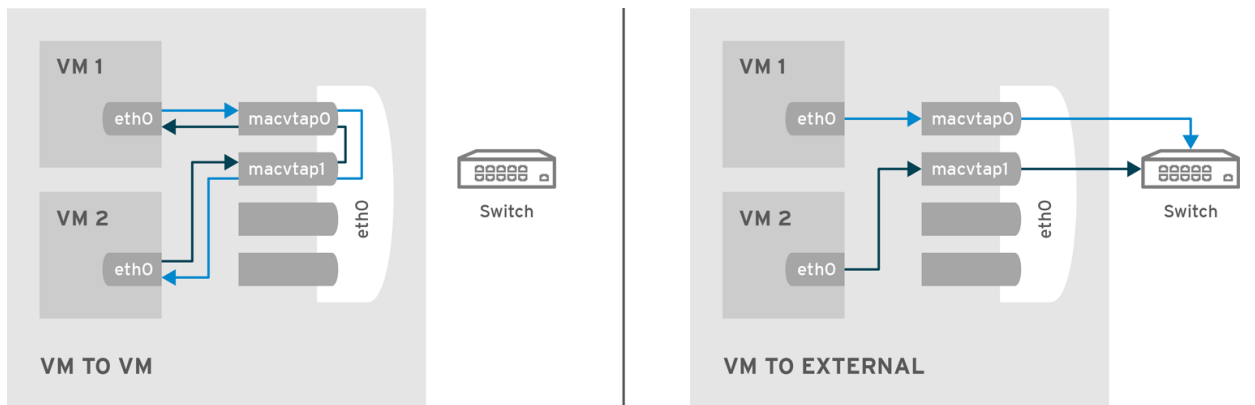 VM 1
eth0
macvtap0
macvtap1
VM 2
eth0
eth0
Switch
VM TO VM
VM 1
eth0
macvtap0
macvtap1
VM 2
eth0
eth0
Switch
VM TO EXTERNAL